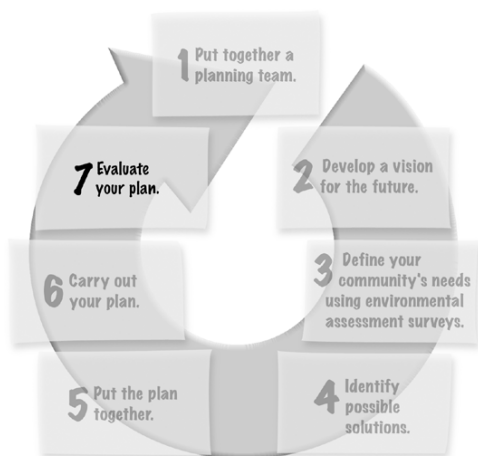 1 Put together a
planning team.
2 Develop a vision
for the future.
3 Define your
community's needs
using environmental
assessment surveys.
4 Identify
possible
solutions.
5 Put the plan
together.
6 Carry out
your plan.
7 Evaluate
your plan.